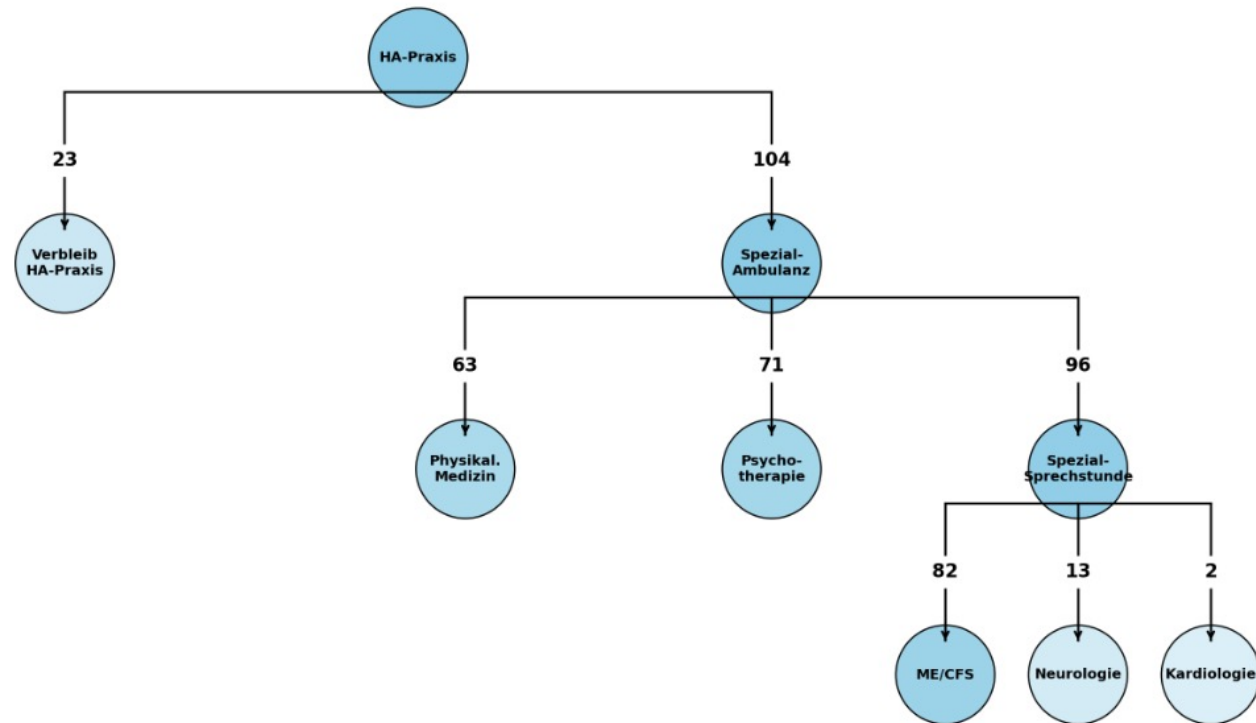 HA-Praxis
23
104
Verbleib
HA-Praxis
Spezial-
Ambulanz
63
71
96
Physikal.
Medizin
Psycho-
therapie
Spezial-
Sprechstunde
82
13
2
ME/CFS
Neurologie
Kardiologie